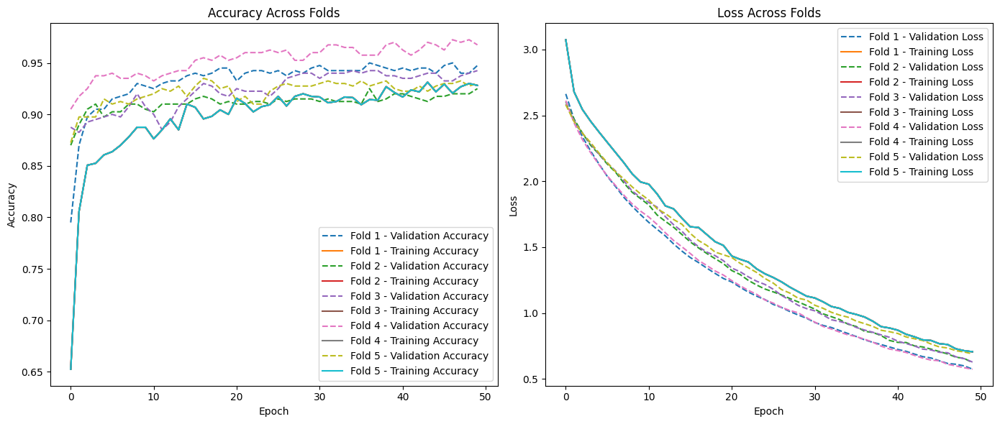 Accuracy Across Folds
Accuracy
0.95
0.90
0.85
0.80
0.75
0.70
0.65
Fold 1 - Validation Accuracy
Fold 1 - Training Accuracy
Fold 2 - Validation Accuracy
Fold 2 - Training Accuracy
Fold 3 - Validation Accuracy
Fold 3 - Training Accuracy
Fold 4 - Validation Accuracy
Fold 4 - Training Accuracy
Fold 5 - Validation Accuracy
Fold 5 - Training Accuracy
0 10 20 30 40 50
Epoch
Loss Across Folds
Loss
3.0
2.5
2.0
1.5
1.0
0.5
Fold 1 - Validation Loss
Fold 1 - Training Loss
Fold 2 - Validation Loss
Fold 2 - Training Loss
Fold 3 - Validation Loss
Fold 3 - Training Loss
Fold 4 - Validation Loss
Fold 4 - Training Loss
Fold 5 - Validation Loss
Fold 5 - Training Loss
0 10 20 30 40 50
Epoch